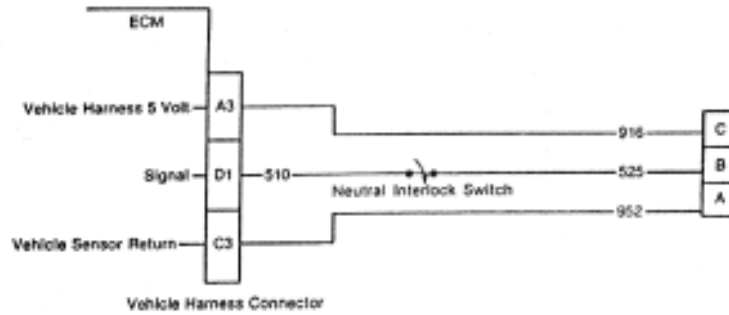 ECM
Vehicle Harness 5 Volt
A3
916
C
Signal
D1
510
525
B
Neutral Interlock Switch
A
952
Vehicle Sensor Return
C3
Vehicle Harness Connector